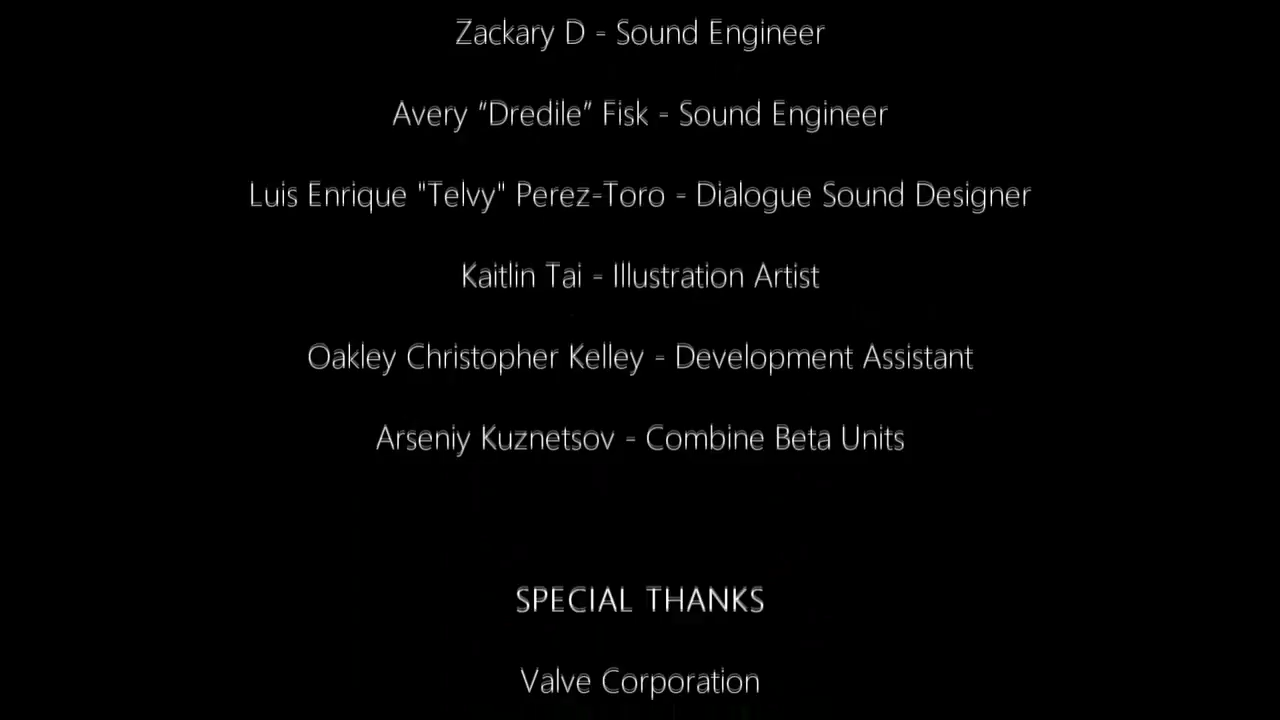 Zackary D - Sound Engineer
Avery “Dredile” Fisk - Sound Engineer
Luis Enrique "Telvy" Perez-Toro - Dialogue Sound Designer
Kaitlin Tai - Illustration Artist
Oakley Christopher Kelley - Development Assistant
Arseniy Kuznetsov - Combine Beta Units
SPECIAL THANKS
Valve Corporation